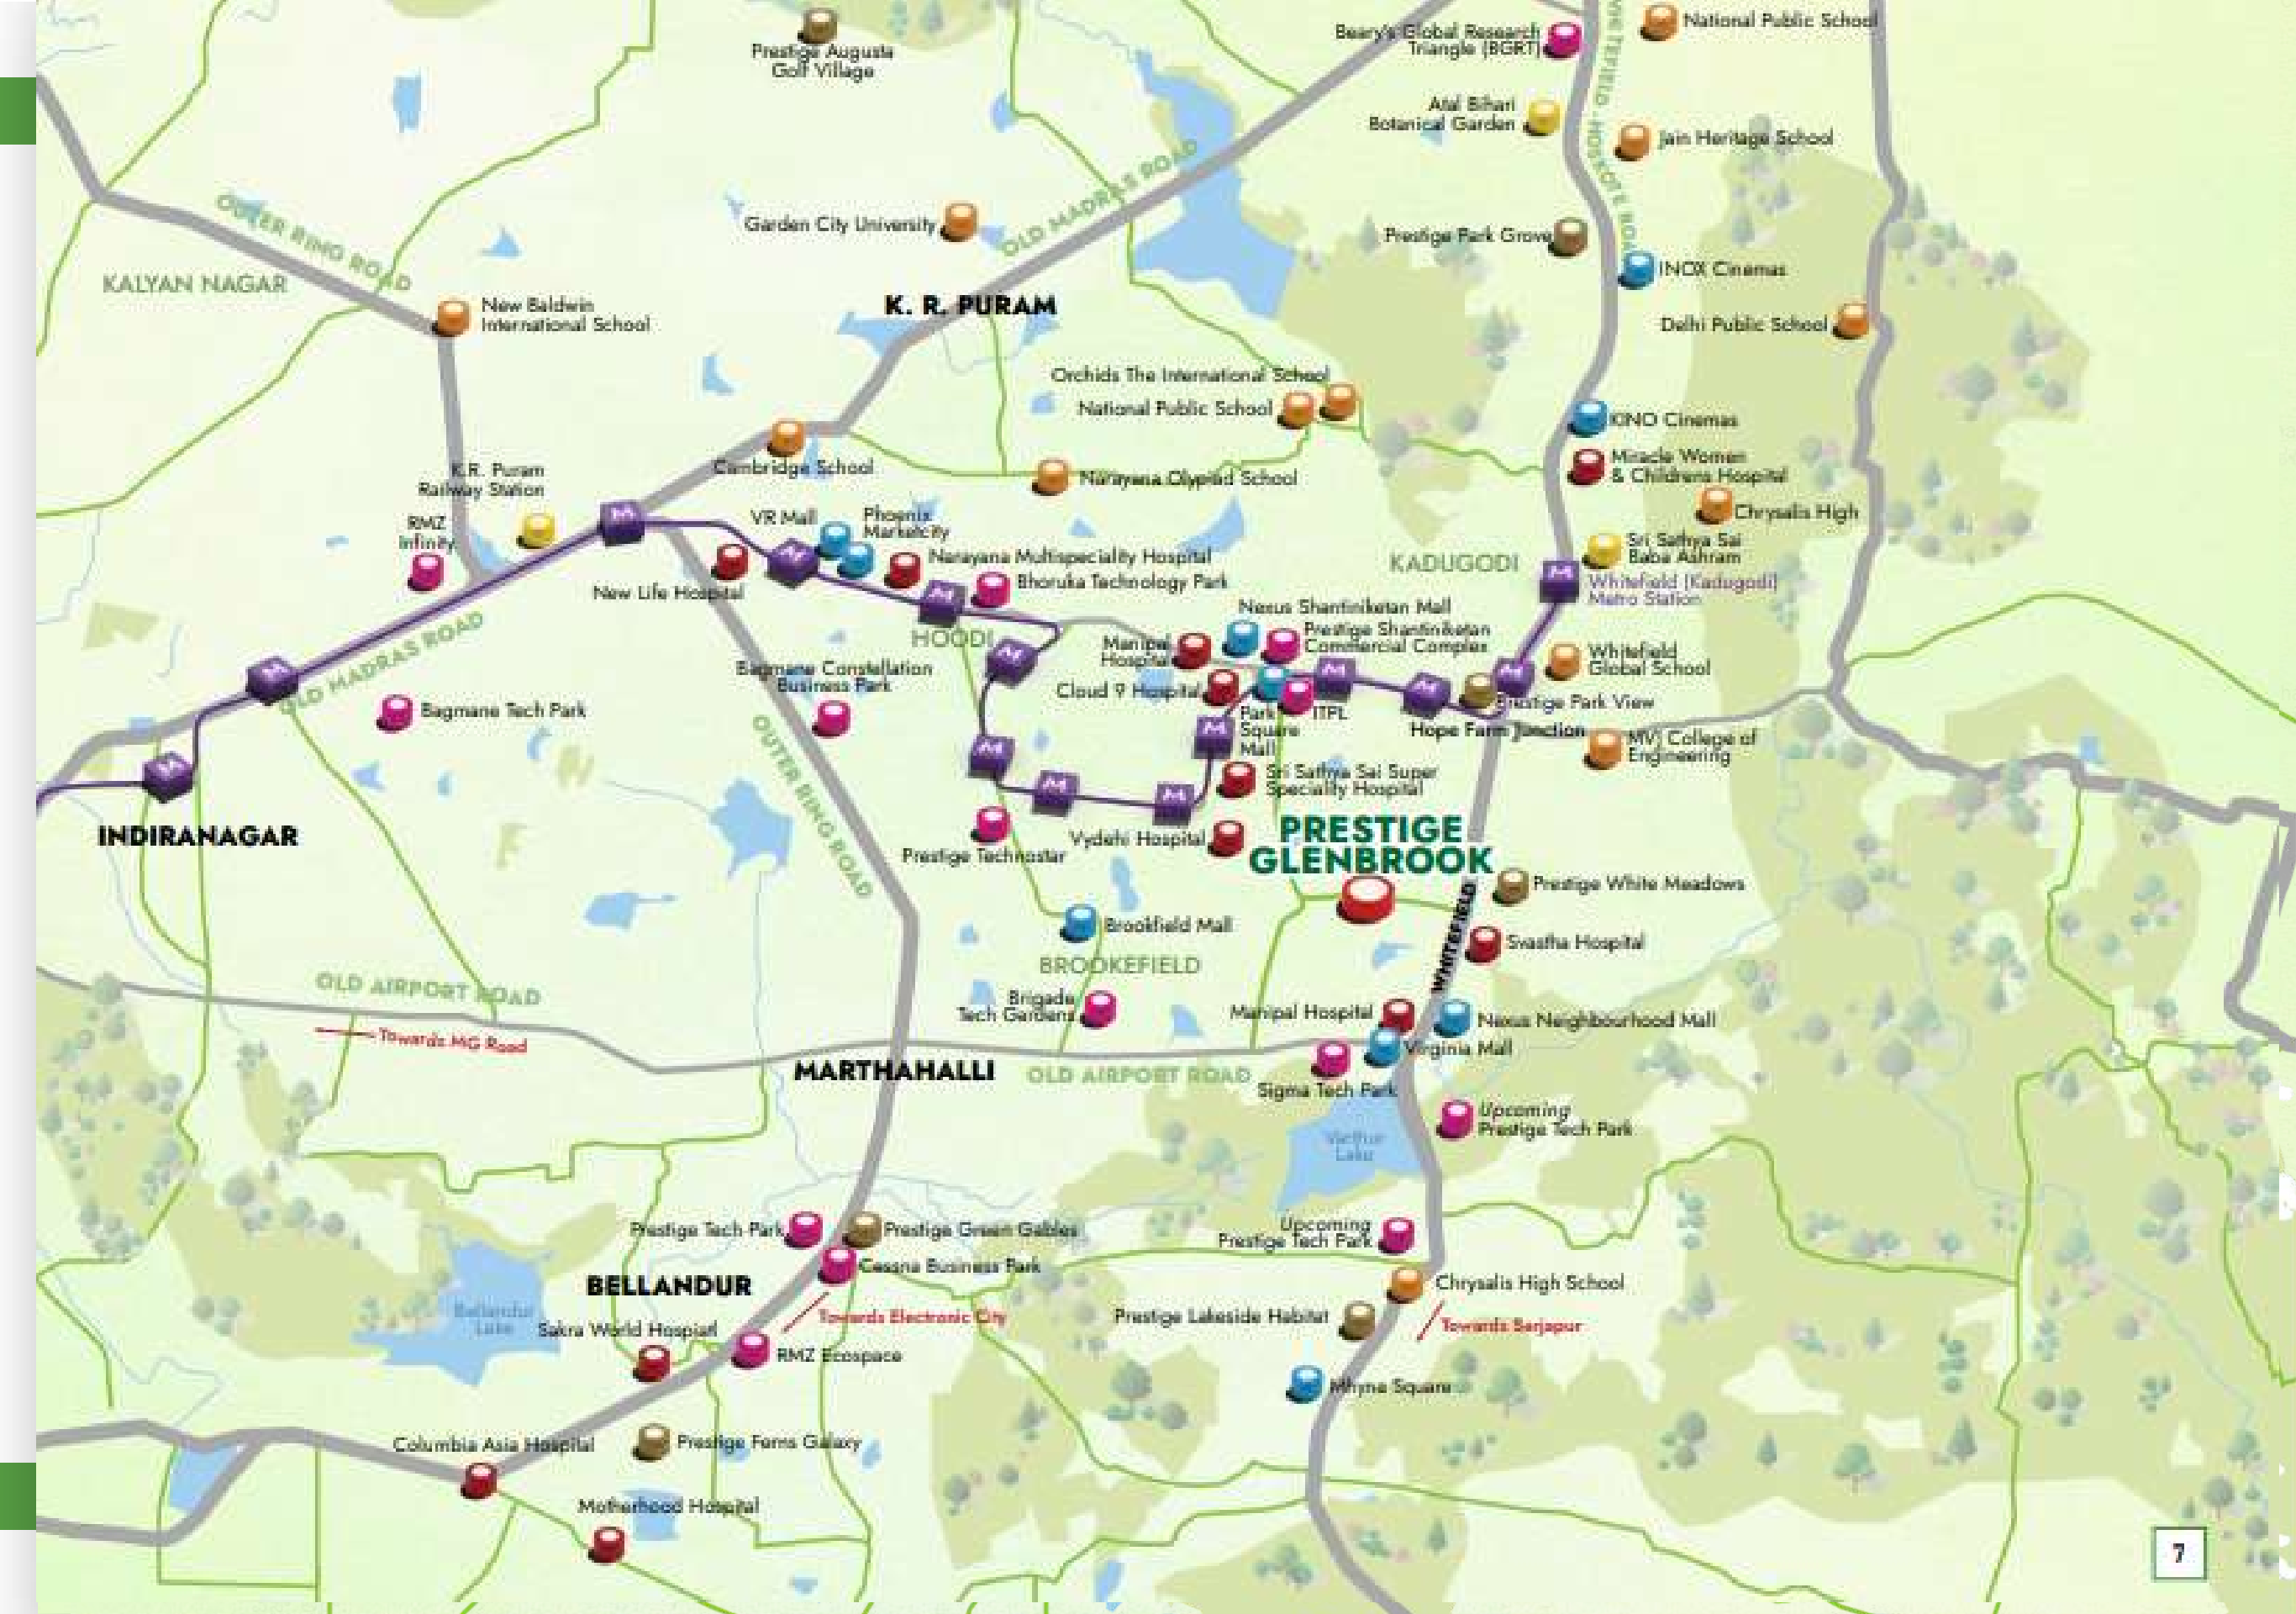 Prestige Augusta
Golf Village
Beary's Global Research
Triangle (BGRT)
National Public School
Atal Bihari
Botanical Garden
Jain Heritage School
OLD MADRAS ROAD
OUTER RING ROAD
Garden City University
Prestige Park Grove
INOX Cinemas
KALYAN NAGAR
New Baldwin
International School
K. R. PURAM
Delhi Public School
Orchids The International School
National Public School
KINO Cinemas
Cambridge School
Miracle Women
& Childrens Hospital
K.R. Puram
Railway Station
Narayana Olypiad School
Chrysalis High
RMZ
Infinity
M
VR Mall
Phoenix
Marketcity
M
Narayana Multispeciality Hospital
Sri Sathya Sai
Baba Ashram
KADUGODI
M
Whitefield (Kadugodi)
Metro Station
New Life Hospital
M
Bhoruka Technology Park
Nexus Shantiniketan Mall
Prestige Shantiniketan
Commercial Complex
HOODI
M
Manipal
Hospital
Whitefield
Global School
OLD MADRAS ROAD
M
Bagmane Constellation
Business Park
Cloud 9 Hospital
M
M
M
Prestige Park View
Bagmane Tech Park
Park
Square
Mall
ITPL
Hope Farm Junction
MVJ College of
Engineering
M
M
M
M
M
Sri Sathya Sai Super
Speciality Hospital
OUTER RING ROAD
INDIRANAGAR
Prestige Technostar
Vydehi Hospital
PRESTIGE
GLENBROOK
Prestige White Meadows
WHITEFIELD
Brookfield Mall
Svastha Hospital
BROOKEFIELD
OLD AIRPORT ROAD
Brigade
Tech Gardens
Manipal Hospital
Nexus Neighbourhood Mall
Towards MG Road
Virginia Mall
MARTHAHALLI
OLD AIRPORT ROAD
Sigma Tech Park
Upcoming
Prestige Tech Park
Varthur
Lake
Prestige Tech Park
Prestige Green Gables
Upcoming
Prestige Tech Park
Cessna Business Park
BELLANDUR
Chrysalis High School
Bellandur
Lake
Towards Electronic City
Prestige Lakeside Habitat
Towards Sarjapur
Sakra World Hospiatl
RMZ Ecospace
Mhyna Square
Columbia Asia Hospital
Prestige Ferns Galaxy
Motherhood Hospital
7